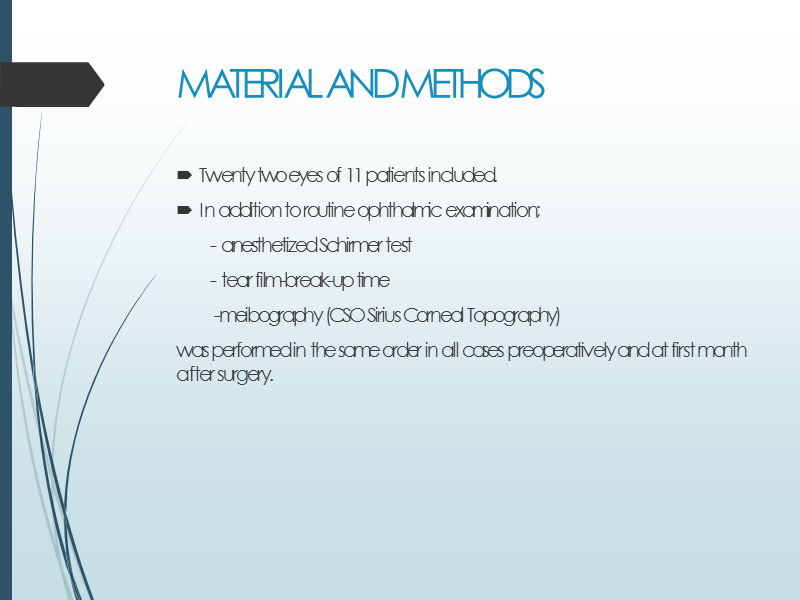 MATERIAL AND METHODS
Twenty two eyes of 11 patients included.
In addition to routine ophthalmic examination;
- anesthetized Schirmer test
- tear film-break-up time
-meibography (CSO Sirius Corneal Topography)
was performed in the same order in all cases preoperatively and at first month
after surgery.